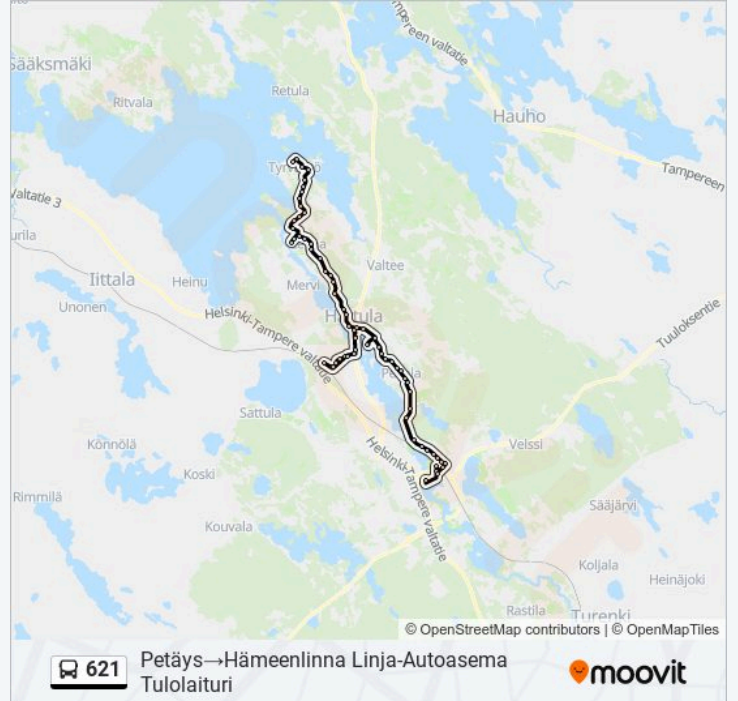 Tampereen valtatie
Sääksmäki
Retula
Ritvala
Hauho
Tampereen
Valtatie 3
Valtee
Iittala
Heinu
Mervi
Unonen
Helsinki-Tampere valtatie
Tuuloksentie
Sattula
Könnölä
Velssi
Helsinki-Tampere valtatie
Koski
Rimmilä
Sääjärvi
Kouvala
Koljala
Heinäjoki
Rastila
Turenki
© OpenStreetMap contributors | © OpenMapTiles
621
Petäys→Hämeenlinna Linja-Autoasema
Tulolaituri
moovit